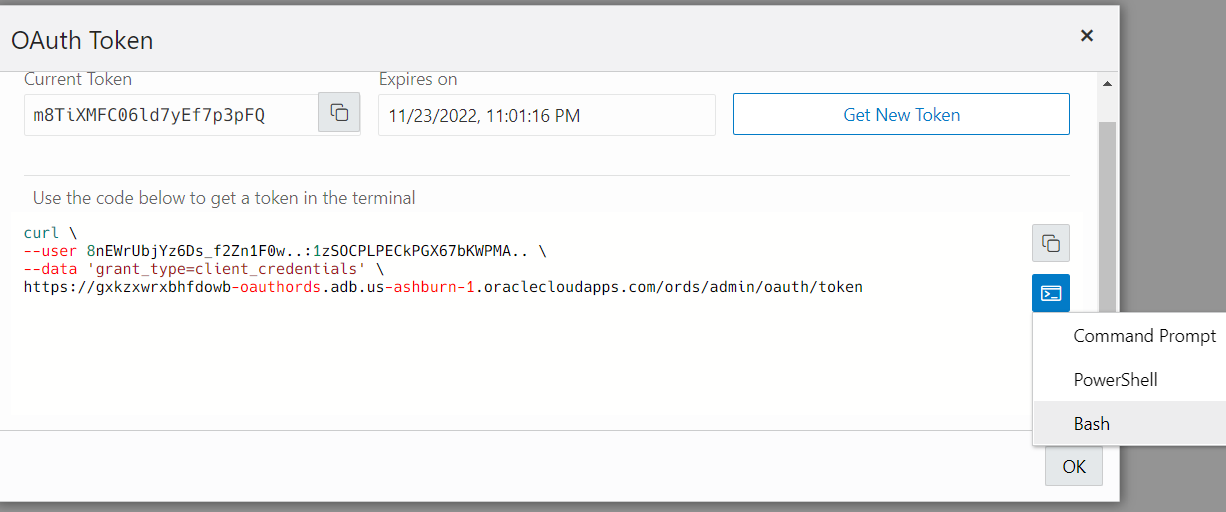 OAuth Token
Current Token
Expires on
m8TiXMFC06ld7yEf7p3pFQ
11/23/2022, 11:01:16 PM
Get New Token
Use the code below to get a token in the terminal
curl \
--user 8nEWrUbjYz6Ds_f2Zn1F0w..:1zSOCPLPECkPGX67bKWPMA.. \
--data 'grant_type=client_credentials' \
https://gxkzxwrxbhfdowb-oauthords.adb.us-ashburn-1.oraclecloudapps.com/ords/admin/oauth/token
Command Prompt
PowerShell
Bash
OK